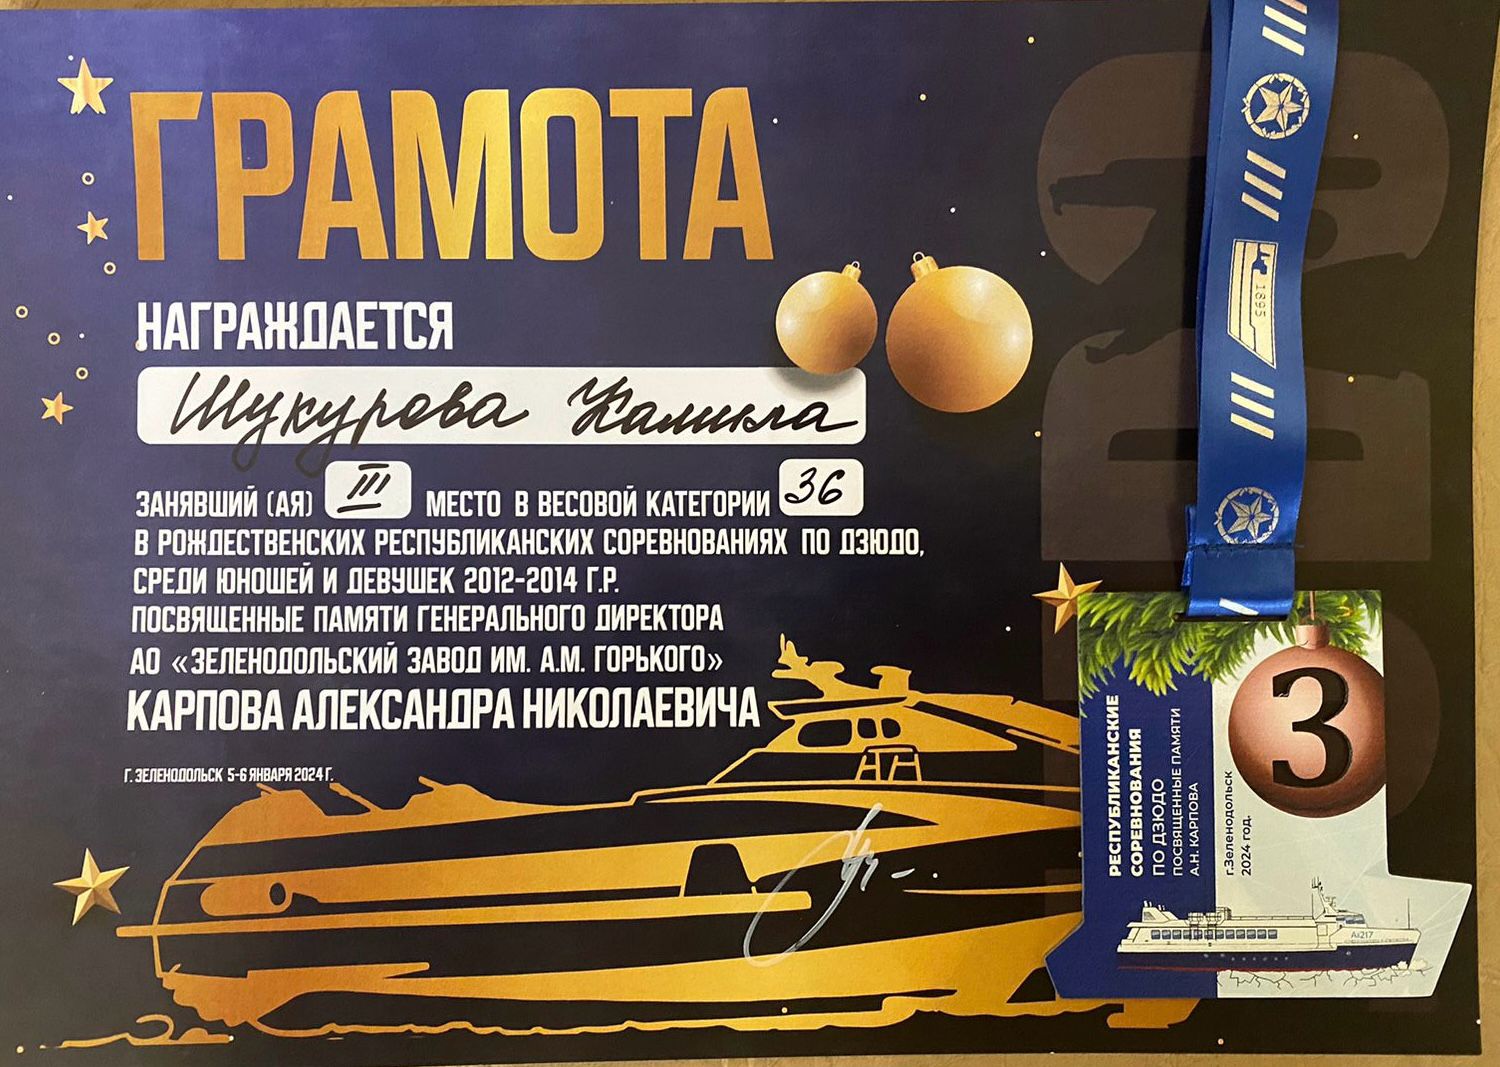 ГРАМОТА
НАГРАЖДАЕТСЯ
Шукурова Камила
ЗАНЯВШИЙ (АЯ) III МЕСТО В ВЕСОВОЙ КАТЕГОРИИ 36
В РОЖДЕСТВЕНСКИХ РЕСПУБЛИКАНСКИХ СОРЕВНОВАНИЯХ ПО ДЗЮДО,
СРЕДИ ЮНОШЕЙ И ДЕВУШЕК 2012-2014 Г.Р.
ПОСВЯЩЕННЫЕ ПАМЯТИ ГЕНЕРАЛЬНОГО ДИРЕКТОРА
АО «ЗЕЛЕНОДОЛЬСКИЙ ЗАВОД ИМ. А.М. ГОРЬКОГО»
КАРПОВА АЛЕКСАНДРА НИКОЛАЕВИЧА
Г. ЗЕЛЕНОДОЛЬСК 5-6 ЯНВАРЯ 2024 Г.
1895
3
РЕСПУБЛИКАНСКИЕ
СОРЕВНОВАНИЯ
ПО ДЗЮДО
ПОСВЯЩЕННЫЕ ПАМЯТИ
А.Н. КАРПОВА
г.Зеленодольск
2024 год.
A217